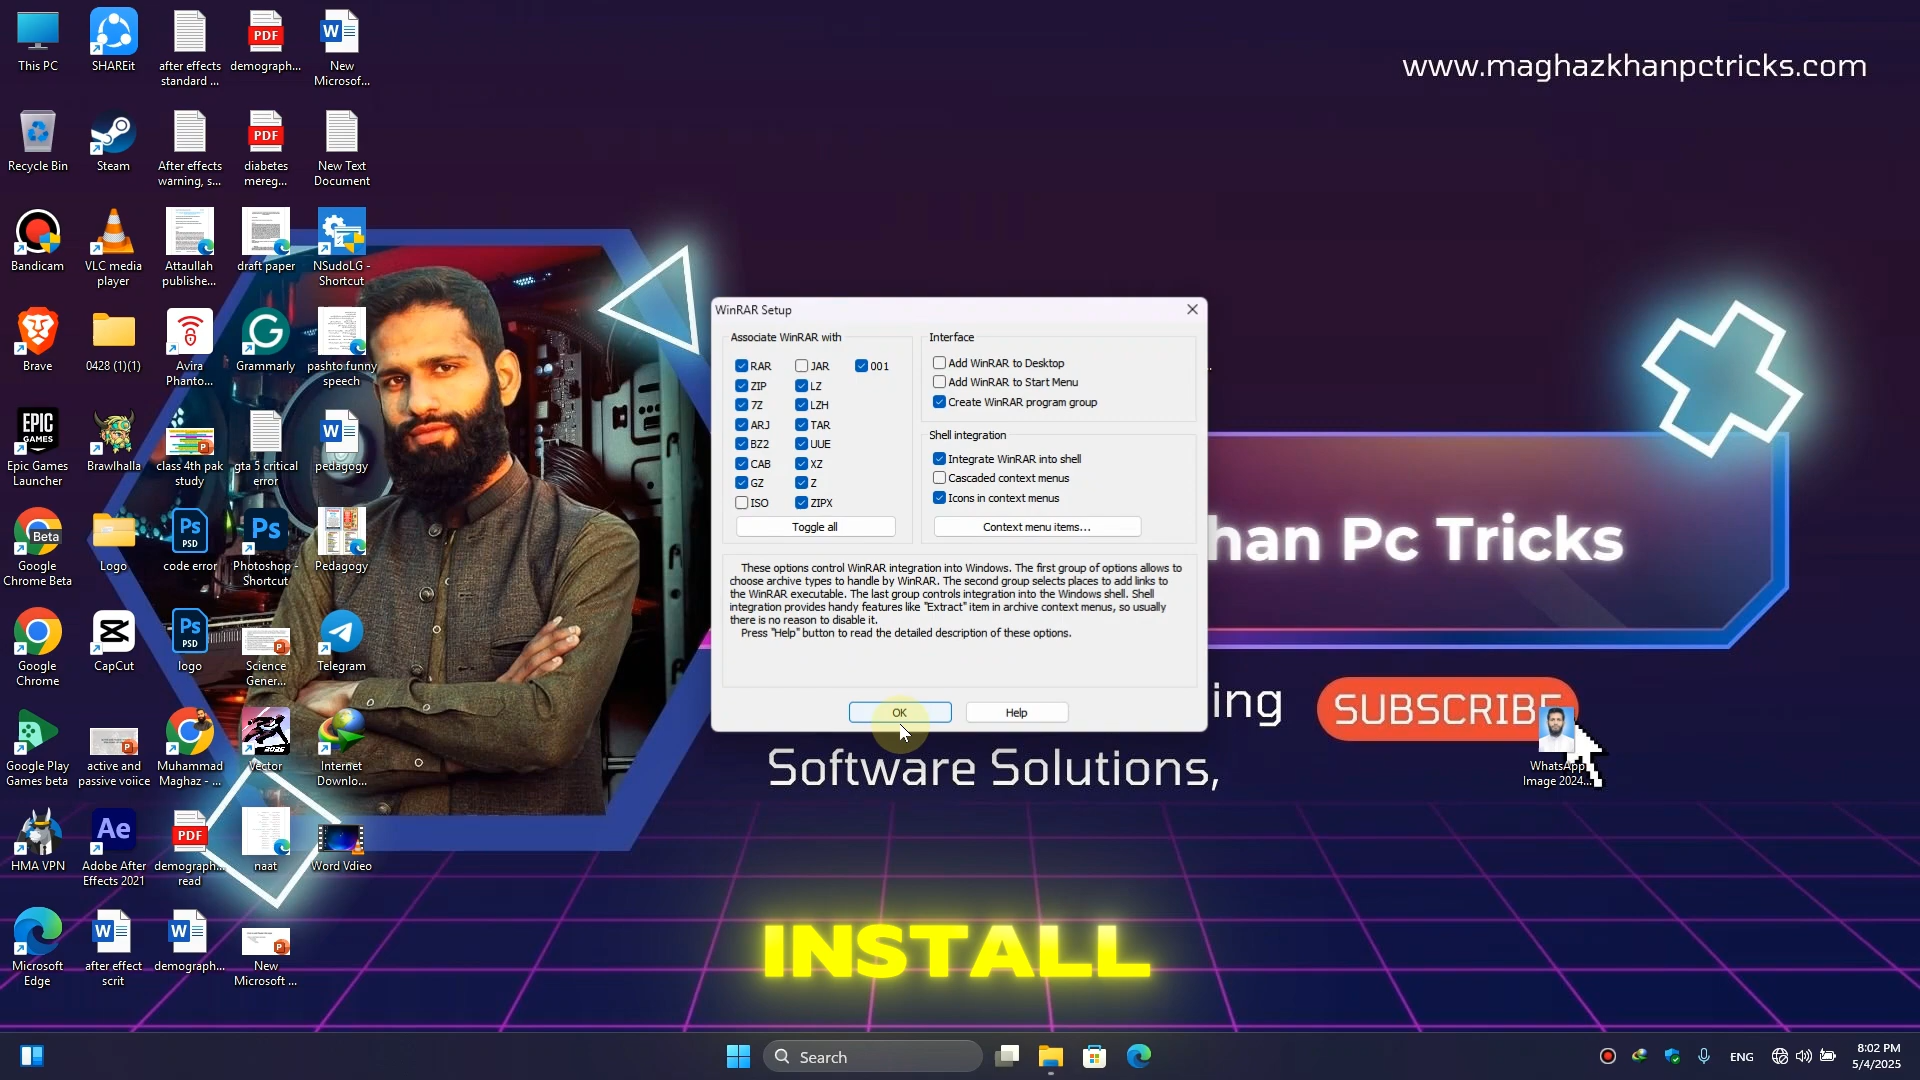 This PC
SHAREit
after effects
standard ...
PDF
demograph...
New
Microsof...
Recycle Bin
Steam
After effects
warning, s...
PDF
diabetes
mereg...
New Text
Document
Bandicam
VLC media
player
Attaullah
publishe...
draft paper
NSudoLG -
Shortcut
Brave
0428 (1)(1)
Avira
Phanto...
Grammarly
pashto funny
speech
EPIC
GAMES
Epic Games
Launcher
Brawlhalla
class 4th pak
study
gta 5 critical
error
pedagogy
Beta
Google
Chrome Beta
Logo
Ps
PSD
code error
Ps
Photoshop -
Shortcut
Pedagogy
Google
Chrome
CapCut
Ps
PSD
logo
Science
Gener...
Telegram
Google Play
Games beta
active and
passive voiice
Muhammad
Maghaz - ...
2025
Vector
Internet
Downlo...
HMA VPN
Ae
Adobe After
Effects 2021
PDF
demograph...
read
naat
Word Vdieo
Microsoft
Edge
after effect
scrit
demograph...
New
Microsoft ...
www.maghazkhanpctricks.com
WinRAR Setup
Associate WinRAR with
RAR JAR 001
ZIP LZ
7Z LZH
ARJ TAR
BZ2 UUE
CAB XZ
GZ Z
ISO ZIPX
Toggle all
Interface
Add WinRAR to Desktop
Add WinRAR to Start Menu
Create WinRAR program group
Shell integration
Integrate WinRAR into shell
Cascaded context menus
Icons in context menus
Context menu items...
These options control WinRAR integration into Windows. The first group of options allows to
choose archive types to handle by WinRAR. The second group selects places to add links to
the WinRAR executable. The last group controls integration into the Windows shell. Shell
integration provides handy features like "Extract" item in archive context menus, so usually
there is no reason to disable it.
Press "Help" button to read the detailed description of these options.
OK Help
han Pc Tricks
ing
SUBSCRIBE
WhatsApp
Image 2024...
Software Solutions,
INSTALL
Search
ENG
8:02 PM
5/4/2025